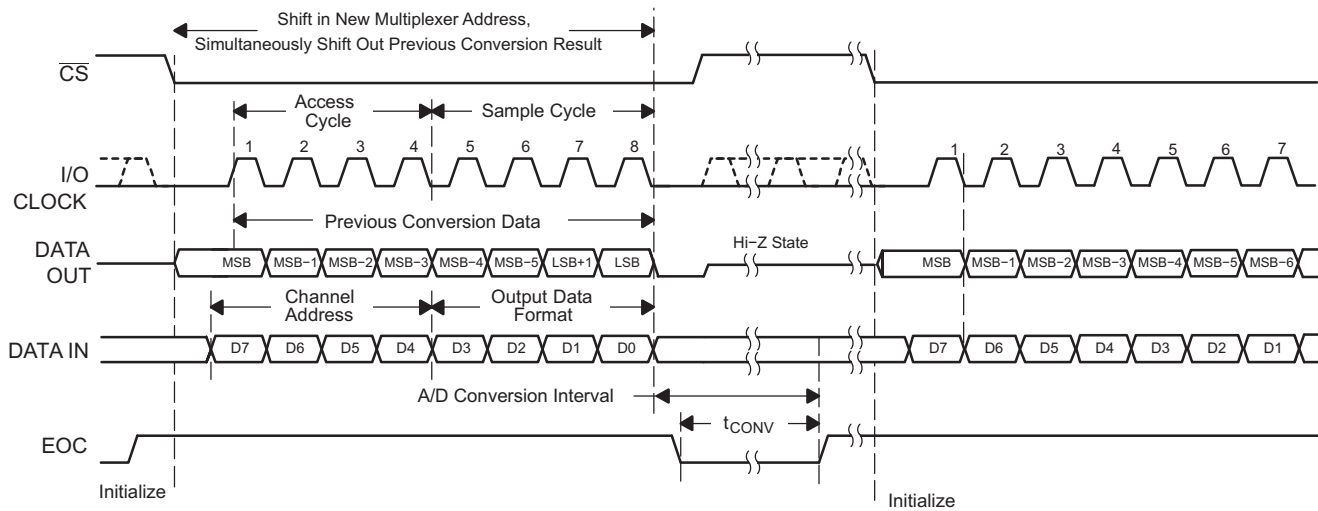 Shift in New Multiplexer Address,
Simultaneously Shift Out Previous Conversion Result
CS
Access
Cycle
Sample Cycle
1 2 3 4 5 6 7 8 1 2 3 4 5 6 7
I/O
CLOCK
Previous Conversion Data
DATA
OUT
MSB MSB−1 MSB−2 MSB−3 MSB−4 MSB−5 LSB+1 LSB Hi−Z State MSB MSB−1 MSB−2 MSB−3 MSB−4 MSB−5 MSB−6
Channel
Address
Output Data
Format
DATA IN D7 D6 D5 D4 D3 D2 D1 D0 D7 D6 D5 D4 D3 D2 D1
A/D Conversion Interval
tCONV
EOC
Initialize Initialize